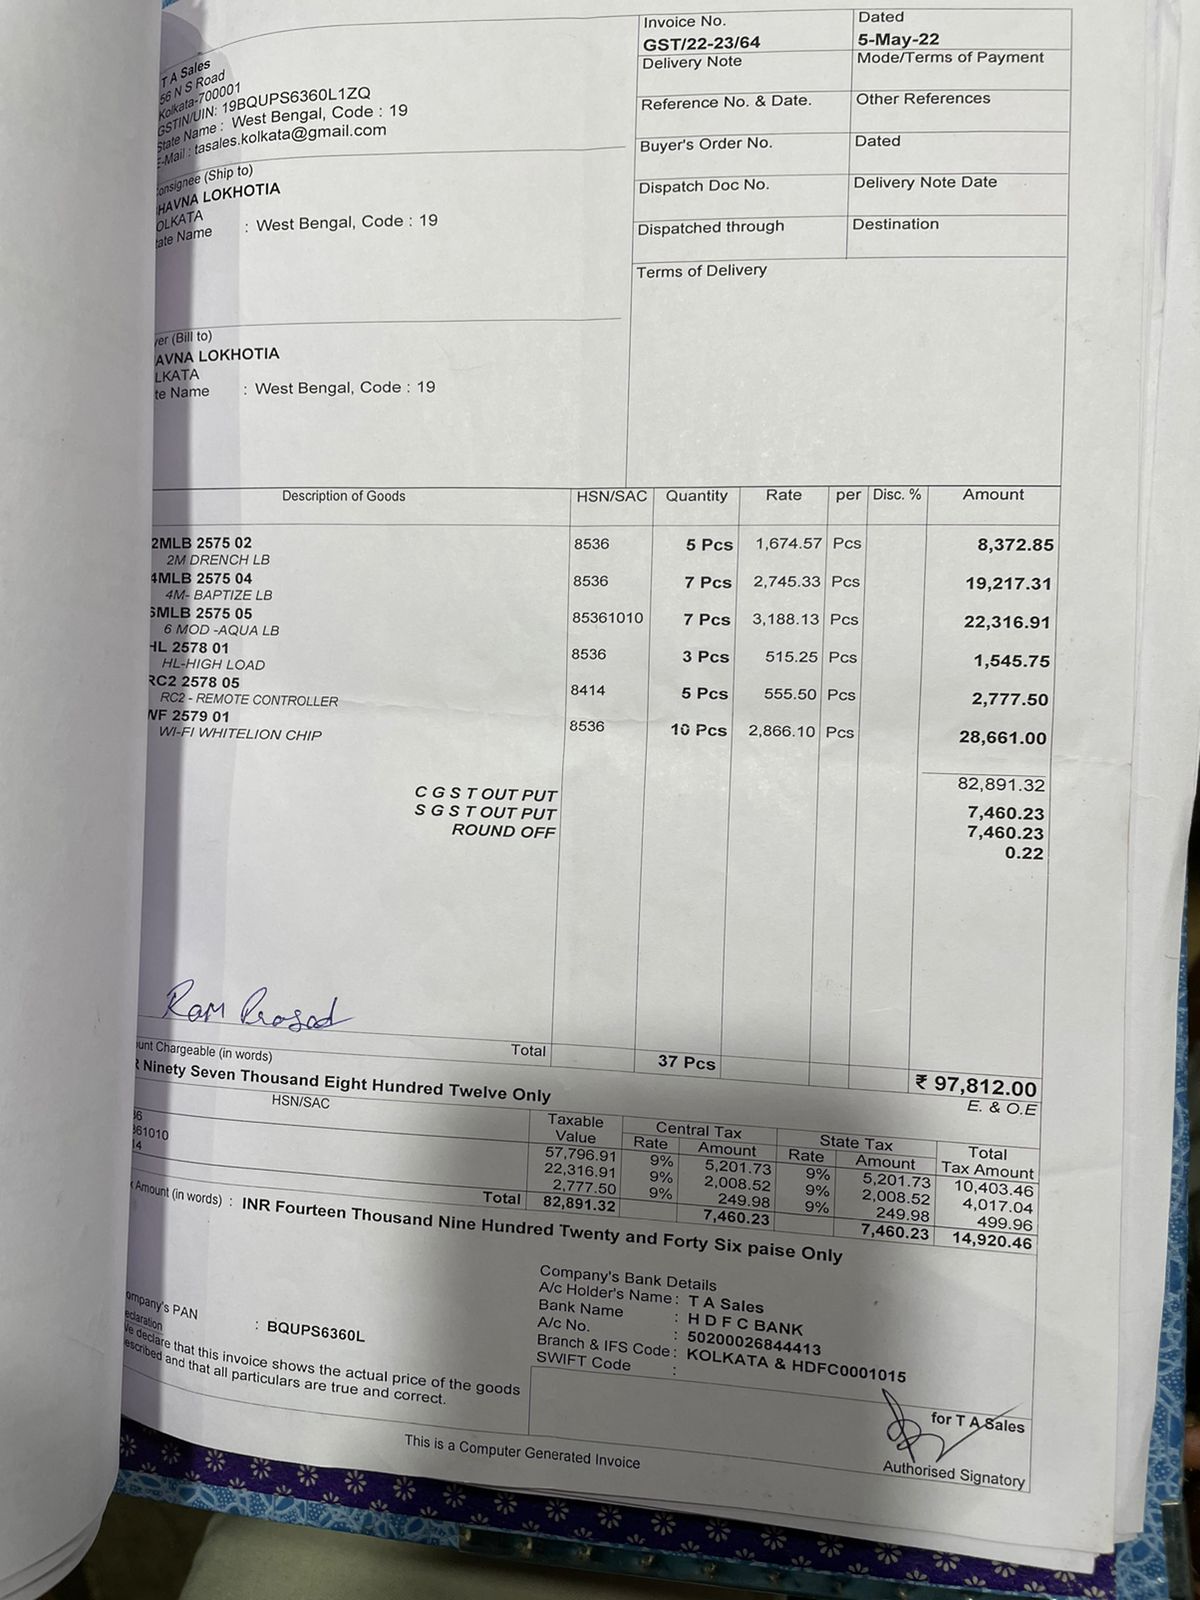 T A Sales
56 N S Road
Kolkata-700001
GSTIN/UIN: 19BQUPS6360L1ZQ
State Name : West Bengal, Code : 19
E-Mail : tasales.kolkata@gmail.com
Invoice No.
GST/22-23/64
Dated
5-May-22
Delivery Note
Mode/Terms of Payment
Reference No. & Date.
Other References
Buyer's Order No.
Dated
Dispatch Doc No.
Delivery Note Date
Dispatched through
Destination
Terms of Delivery
onsignee (Ship to)
HAVNA LOKHOTIA
OLKATA
ate Name : West Bengal, Code : 19
yer (Bill to)
AVNA LOKHOTIA
LKATA
te Name : West Bengal, Code : 19
Description of Goods HSN/SAC Quantity Rate per Disc. % Amount
2MLB 2575 02 8536 5 Pcs 1,674.57 Pcs 8,372.85
2M DRENCH LB
4MLB 2575 04 8536 7 Pcs 2,745.33 Pcs 19,217.31
4M- BAPTIZE LB
6MLB 2575 05 85361010 7 Pcs 3,188.13 Pcs 22,316.91
6 MOD -AQUA LB
HL 2578 01 8536 3 Pcs 515.25 Pcs 1,545.75
HL-HIGH LOAD
RC2 2578 05 8414 5 Pcs 555.50 Pcs 2,777.50
RC2 - REMOTE CONTROLLER
WF 2579 01 8536 10 Pcs 2,866.10 Pcs 28,661.00
WI-FI WHITELION CHIP
82,891.32
C G S T OUT PUT 7,460.23
S G S T OUT PUT 7,460.23
ROUND OFF 0.22
Ram Prasad
Total 37 Pcs ₹ 97,812.00
ount Chargeable (in words) E. & O.E
R Ninety Seven Thousand Eight Hundred Twelve Only
HSN/SAC Taxable Value Central Tax State Tax Total
Rate Amount Rate Amount Tax Amount
36 57,796.91 9% 5,201.73 9% 5,201.73 10,403.46
361010 22,316.91 9% 2,008.52 9% 2,008.52 4,017.04
14 2,777.50 9% 249.98 9% 249.98 499.96
Total 82,891.32 7,460.23 7,460.23 14,920.46
x Amount (in words) : INR Fourteen Thousand Nine Hundred Twenty and Forty Six paise Only
Company's Bank Details
A/c Holder's Name : T A Sales
Bank Name : H D F C BANK
A/c No. : 50200026844413
Branch & IFS Code : KOLKATA & HDFC0001015
SWIFT Code :
ompany's PAN : BQUPS6360L
eclaration
We declare that this invoice shows the actual price of the goods
escribed and that all particulars are true and correct.
for T A Sales
Authorised Signatory
This is a Computer Generated Invoice